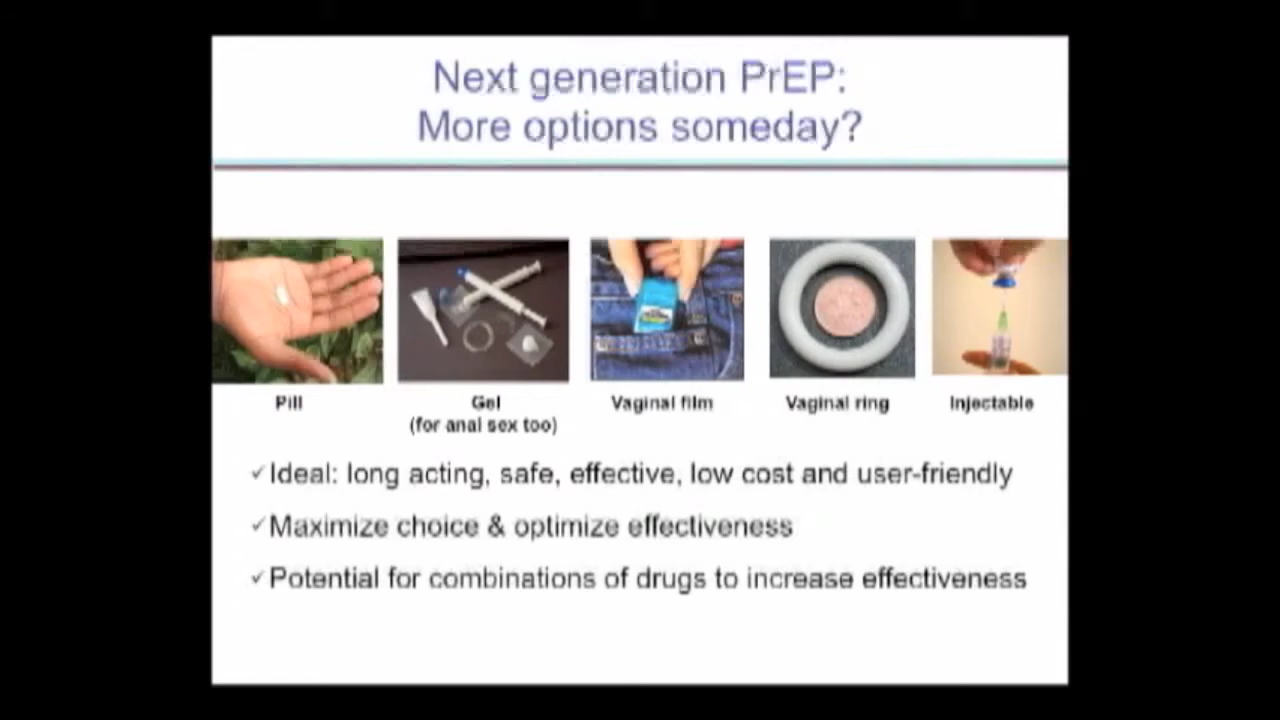 Next generation PrEP:
More options someday?
Pill
Gel
(for anal sex too)
Vaginal film
Vaginal ring
Injectable
✓Ideal: long acting, safe, effective, low cost and user-friendly
✓Maximize choice & optimize effectiveness
✓Potential for combinations of drugs to increase effectiveness